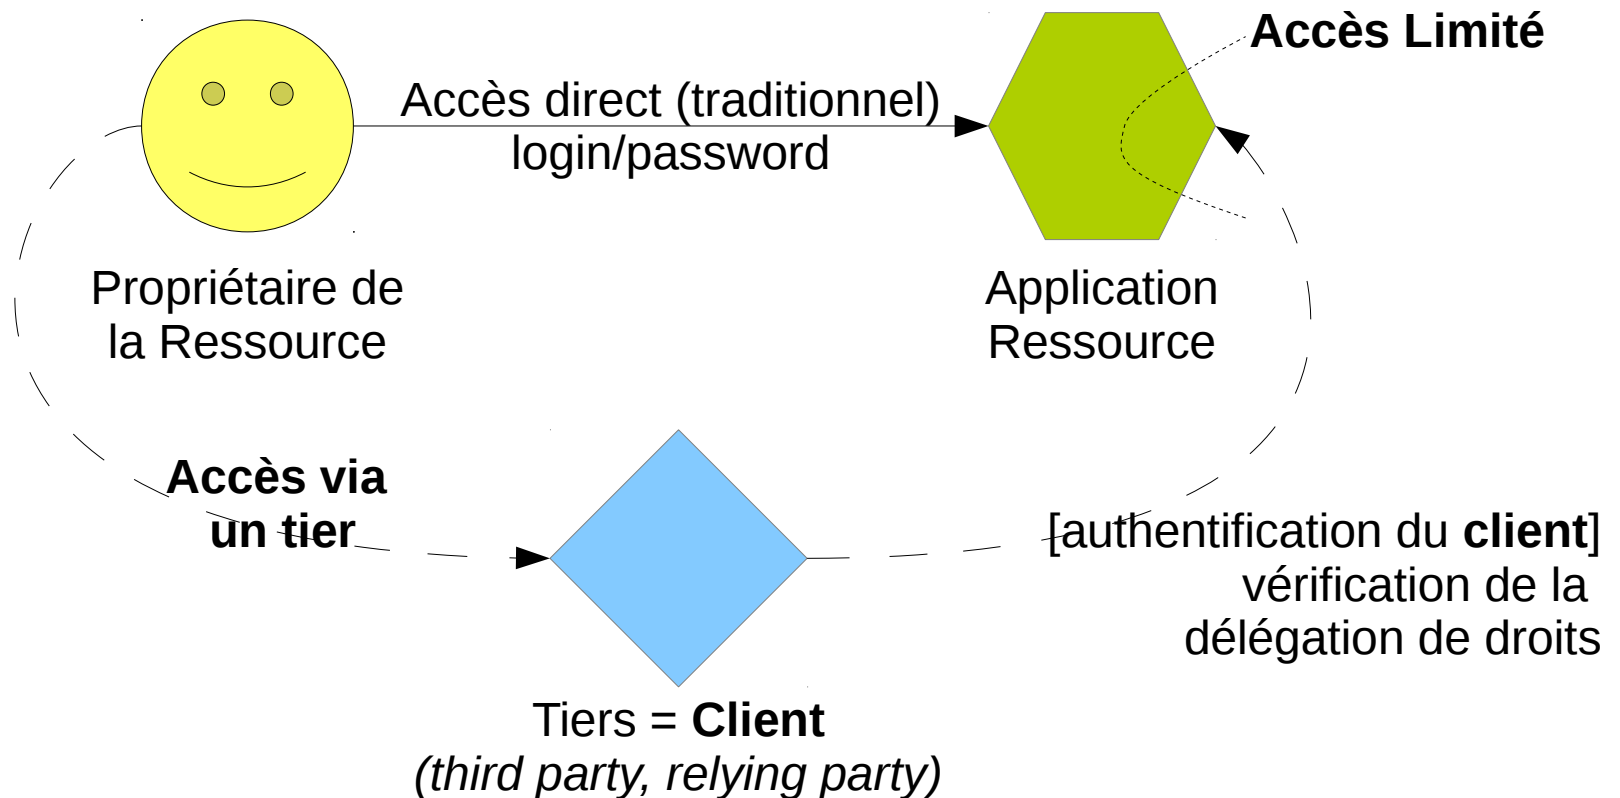 Accès Limité
Accès direct (traditionnel)
login/password
Propriétaire de
la Ressource
Application
Ressource
Accès via
un tier
[authentification du client]
vérification de la
délégation de droits
Tiers = Client
(third party, relying party)